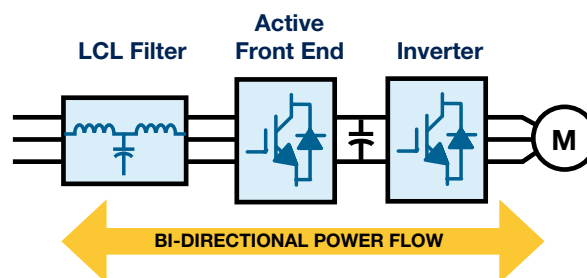 Active
LCL Filter Front End Inverter
M
BI-DIRECTIONAL POWER FLOW